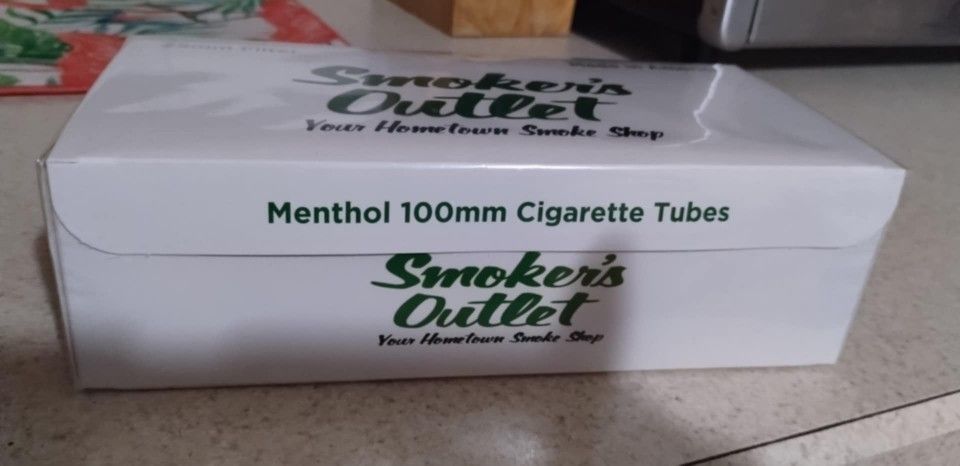 Smoker's
Outlet
Your Hometown Smoke Shop
Menthol 100mm Cigarette Tubes
Smoker's
Outlet
Your Hometown Smoke Shop